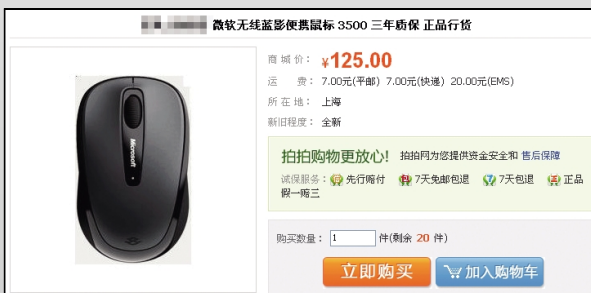 微软无线蓝影便携鼠标 3500 三年质保 正品行货
商 城 价： ¥125.00
运 费： 7.00元(平邮) 7.00元(快递) 20.00元(EMS)
所 在 地： 上海
新旧程度： 全新
拍拍购物更放心! 拍拍网为您提供资金安全和 售后保障
诚保服务： 先行赔付 7天免邮包退 7天包退 正品
假一赔三
购买数量： 1 件(剩余 20 件)
立即购买 加入购物车
Microsoft